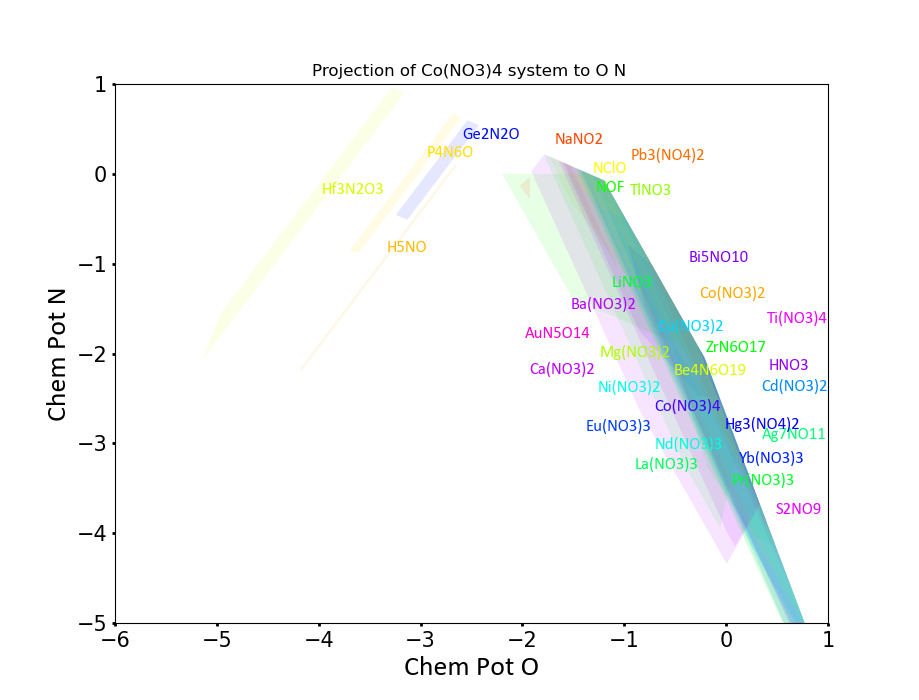 Projection of Co(NO3)4 system to O N
1
Ge2N2O
NaNO2
P4N6O
Pb3(NO4)2
NClO
0
Hf3N2O3
NOF
TlNO3
H5NO
−1
Bi5NO10
LiNO3
Co(NO3)2
Ba(NO3)2
Ti(NO3)4
AuN5O14
ZrN6O17
Mg(NO3)2
−2
Ca(NO3)2
Be4N6O19
HNO3
Ni(NO3)2
Cd(NO3)2
Co(NO3)4
Eu(NO3)3
Hg3(NO4)2
Ag7NO11
−3
Nd(NO3)3
La(NO3)3
Yb(NO3)3
Pr(NO3)3
S2NO9
−4
−5
−6 −5 −4 −3 −2 −1 0 1
Chem Pot O
Chem Pot N